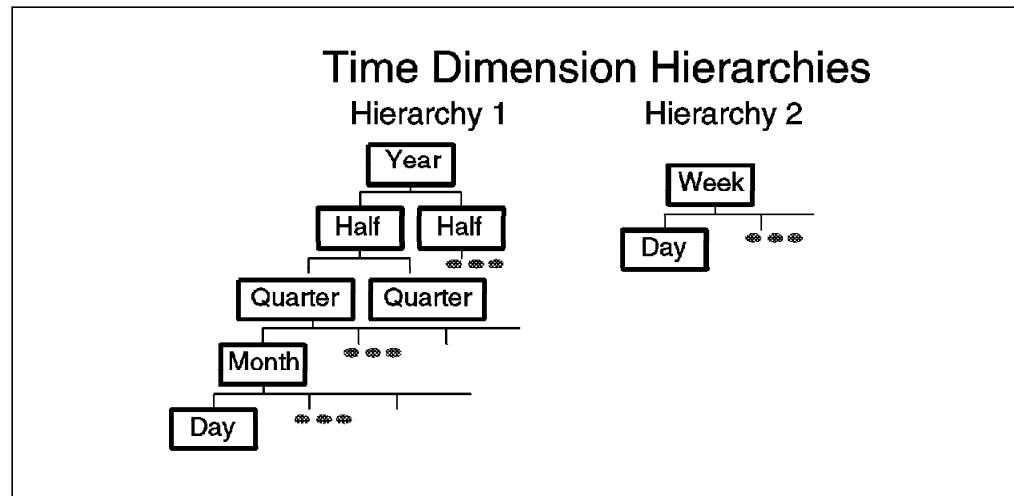 Time Dimension Hierarchies
Hierarchy 1
Hierarchy 2
Year
Week
Half Half
Day
Quarter Quarter
Month
Day